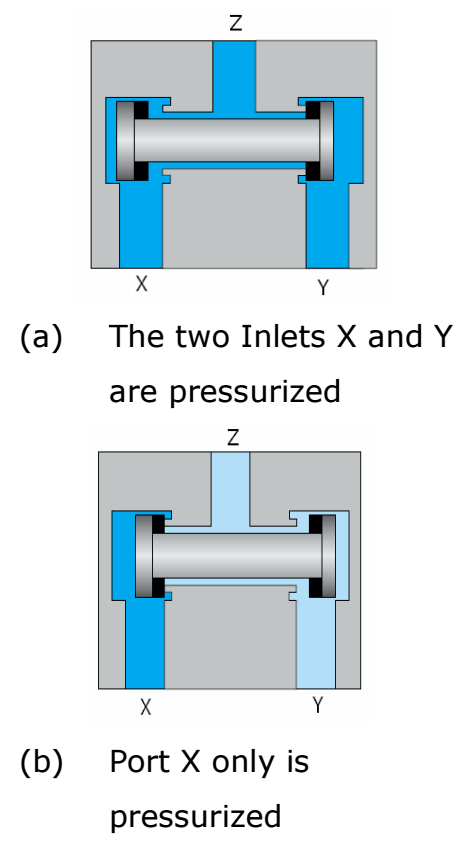 Z
X Y
(a) The two Inlets X and Y
are pressurized
Z
X Y
(b) Port X only is
pressurized